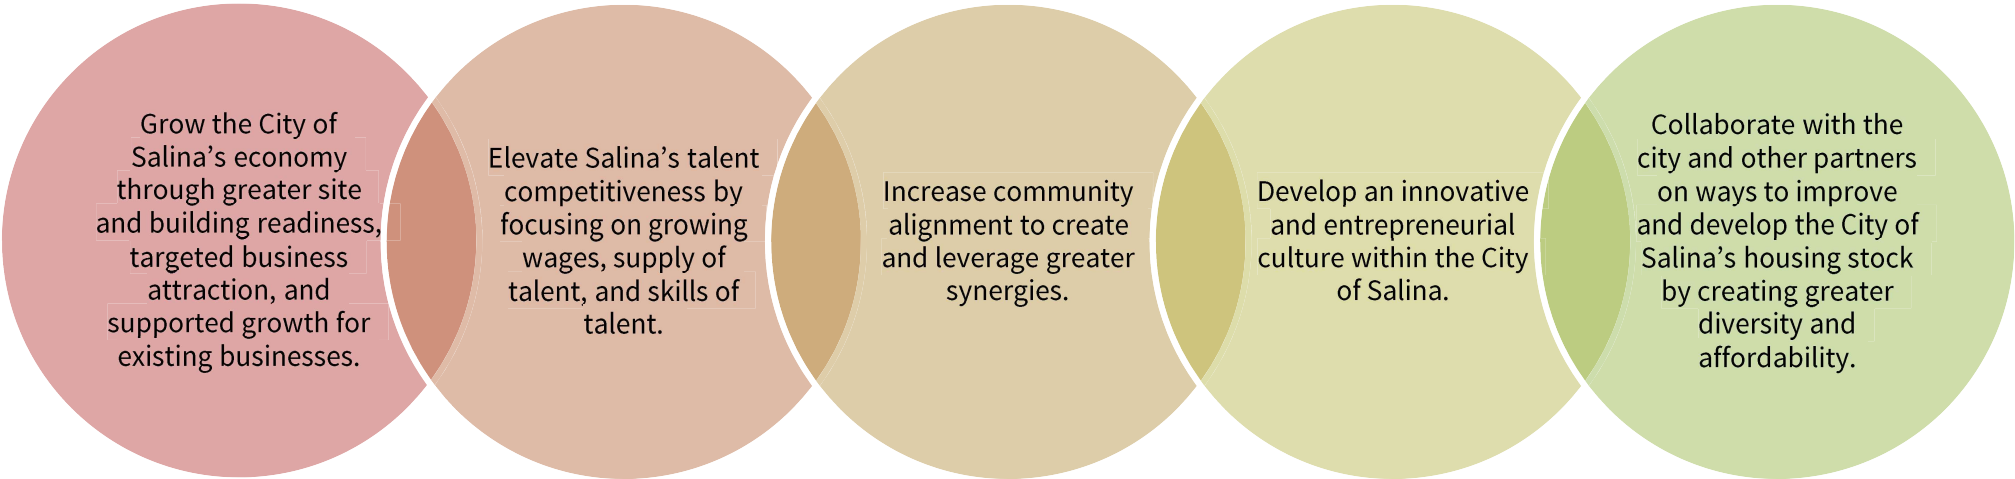 Grow the City of
Salina’s economy
through greater site
and building readiness,
targeted business
attraction, and
supported growth for
existing businesses.
Elevate Salina’s talent
competitiveness by
focusing on growing
wages, supply of
talent, and skills of
talent.
Increase community
alignment to create
and leverage greater
synergies.
Develop an innovative
and entrepreneurial
culture within the City
of Salina.
Collaborate with the
city and other partners
on ways to improve
and develop the City of
Salina’s housing stock
by creating greater
diversity and
affordability.